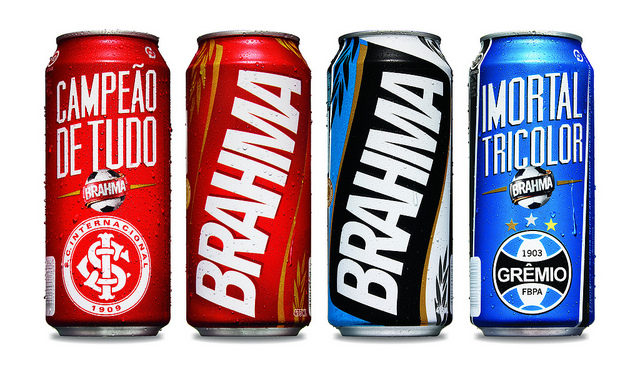 CAMPEÃO
DE TUDO
BRAHMA
S.C. INTERNACIONAL
1909
BRAHMA
BRAHMA
IMORTAL
TRICOLOR
BRAHMA
1903
GRÊMIO
FBPA